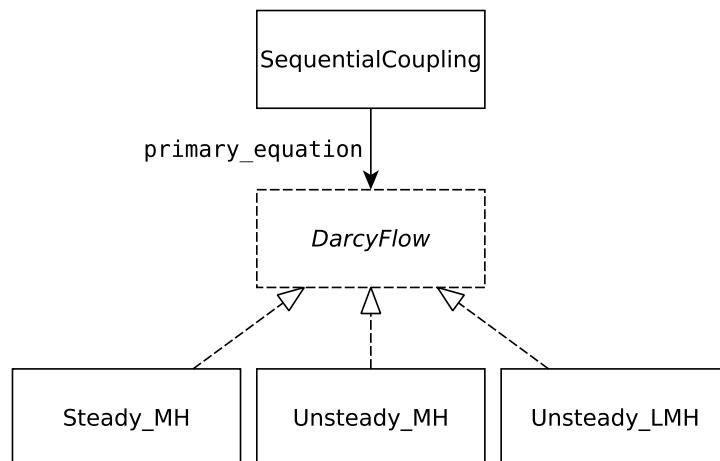 SequentialCoupling
primary_equation
DarcyFlow
Steady_MH
Unsteady_MH
Unsteady_LMH